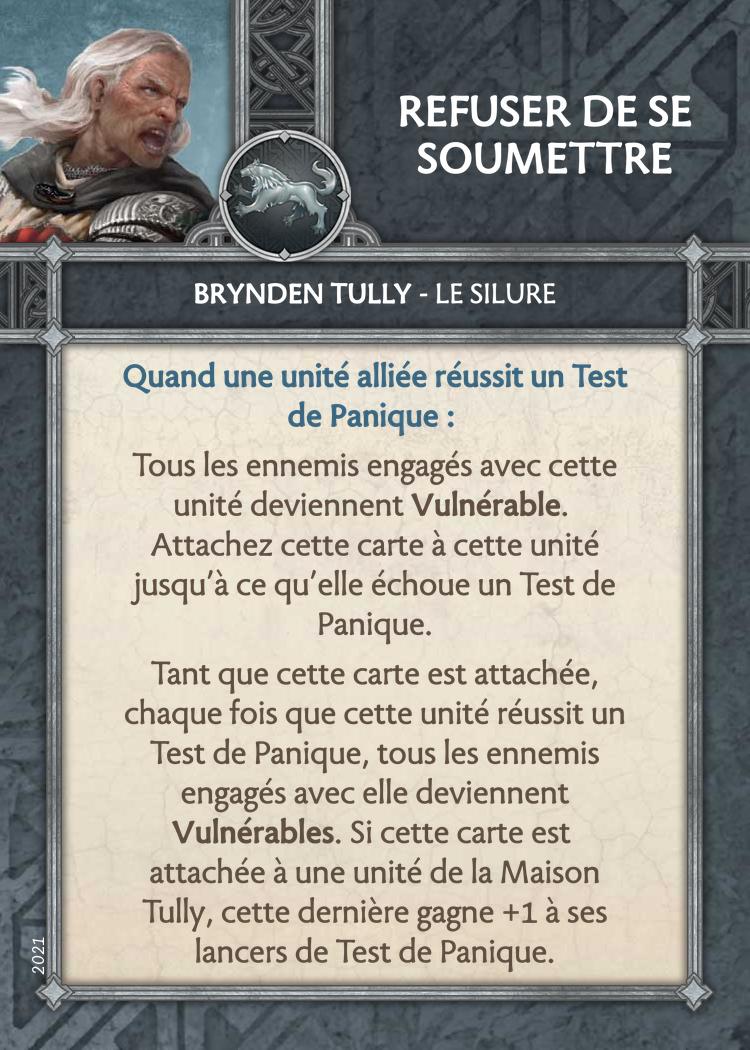 REFUSER DE SE
SOUMETTRE
BRYNDEN TULLY - LE SILURE
Quand une unité alliée réussit un Test
de Panique :
Tous les ennemis engagés avec cette
unité deviennent Vulnérable.
Attachez cette carte à cette unité
jusqu'à ce qu'elle échoue un Test de
Panique.
Tant que cette carte est attachée,
chaque fois que cette unité réussit un
Test de Panique, tous les ennemis
engagés avec elle deviennent
Vulnérables. Si cette carte est
attachée à une unité de la Maison
Tully, cette dernière gagne +1 à ses
lancers de Test de Panique.
2021